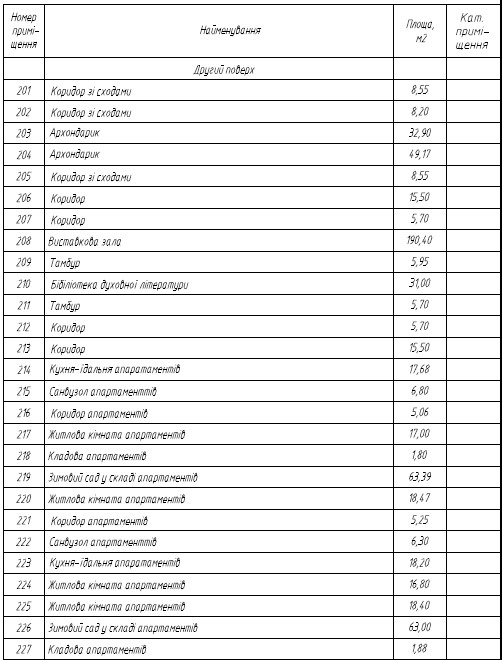 Номер примі-щення Найменування Площа, м2 Кат. примі-щення
Другий поверх
201 Коридор зі сходами 8,55
202 Коридор зі сходами 8,20
203 Архондарик 32,90
204 Архондарик 49,17
205 Коридор зі сходами 8,55
206 Коридор 15,50
207 Коридор 5,70
208 Виставкова зала 190,40
209 Тамбур 5,95
210 Бібіліотека духовної літератури 31,00
211 Тамбур 5,70
212 Коридор 5,70
213 Коридор 15,50
214 Кухня-їдальня апаратаментів 17,68
215 Санвузол апартаменттів 6,80
216 Коридор апартаментів 5,06
217 Житлова кімната апартаментів 17,00
218 Кладова апартаментів 1,80
219 Зимовий сад у складі апартаментів 63,39
220 Житлова кімната апартаментів 18,47
221 Коридор апартаментів 5,25
222 Санвузол апартаменттів 6,30
223 Кухня-їдальня апаратаментів 18,20
224 Житлова кімната апартаментів 16,80
225 Житлова кімната апартаментів 18,40
226 Зимовий сад у складі апартаментів 63,00
227 Кладова апартаментів 1,88